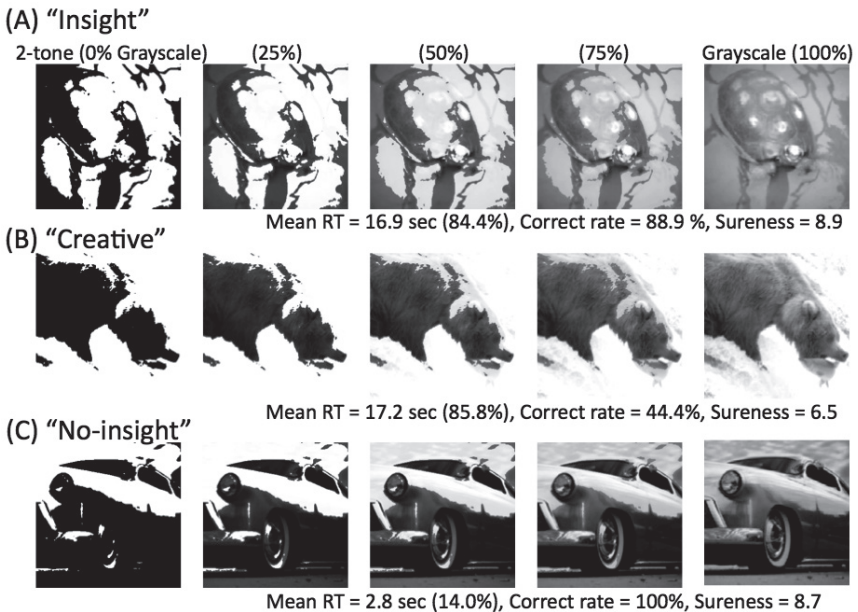 (A) “Insight”
2-tone (0% Grayscale) (25%) (50%) (75%) Grayscale (100%)
Mean RT = 16.9 sec (84.4%), Correct rate = 88.9 %, Sureness = 8.9
(B) “Creative”
Mean RT = 17.2 sec (85.8%), Correct rate = 44.4%, Sureness = 6.5
(C) “No-insight”
Mean RT = 2.8 sec (14.0%), Correct rate = 100%, Sureness = 8.7